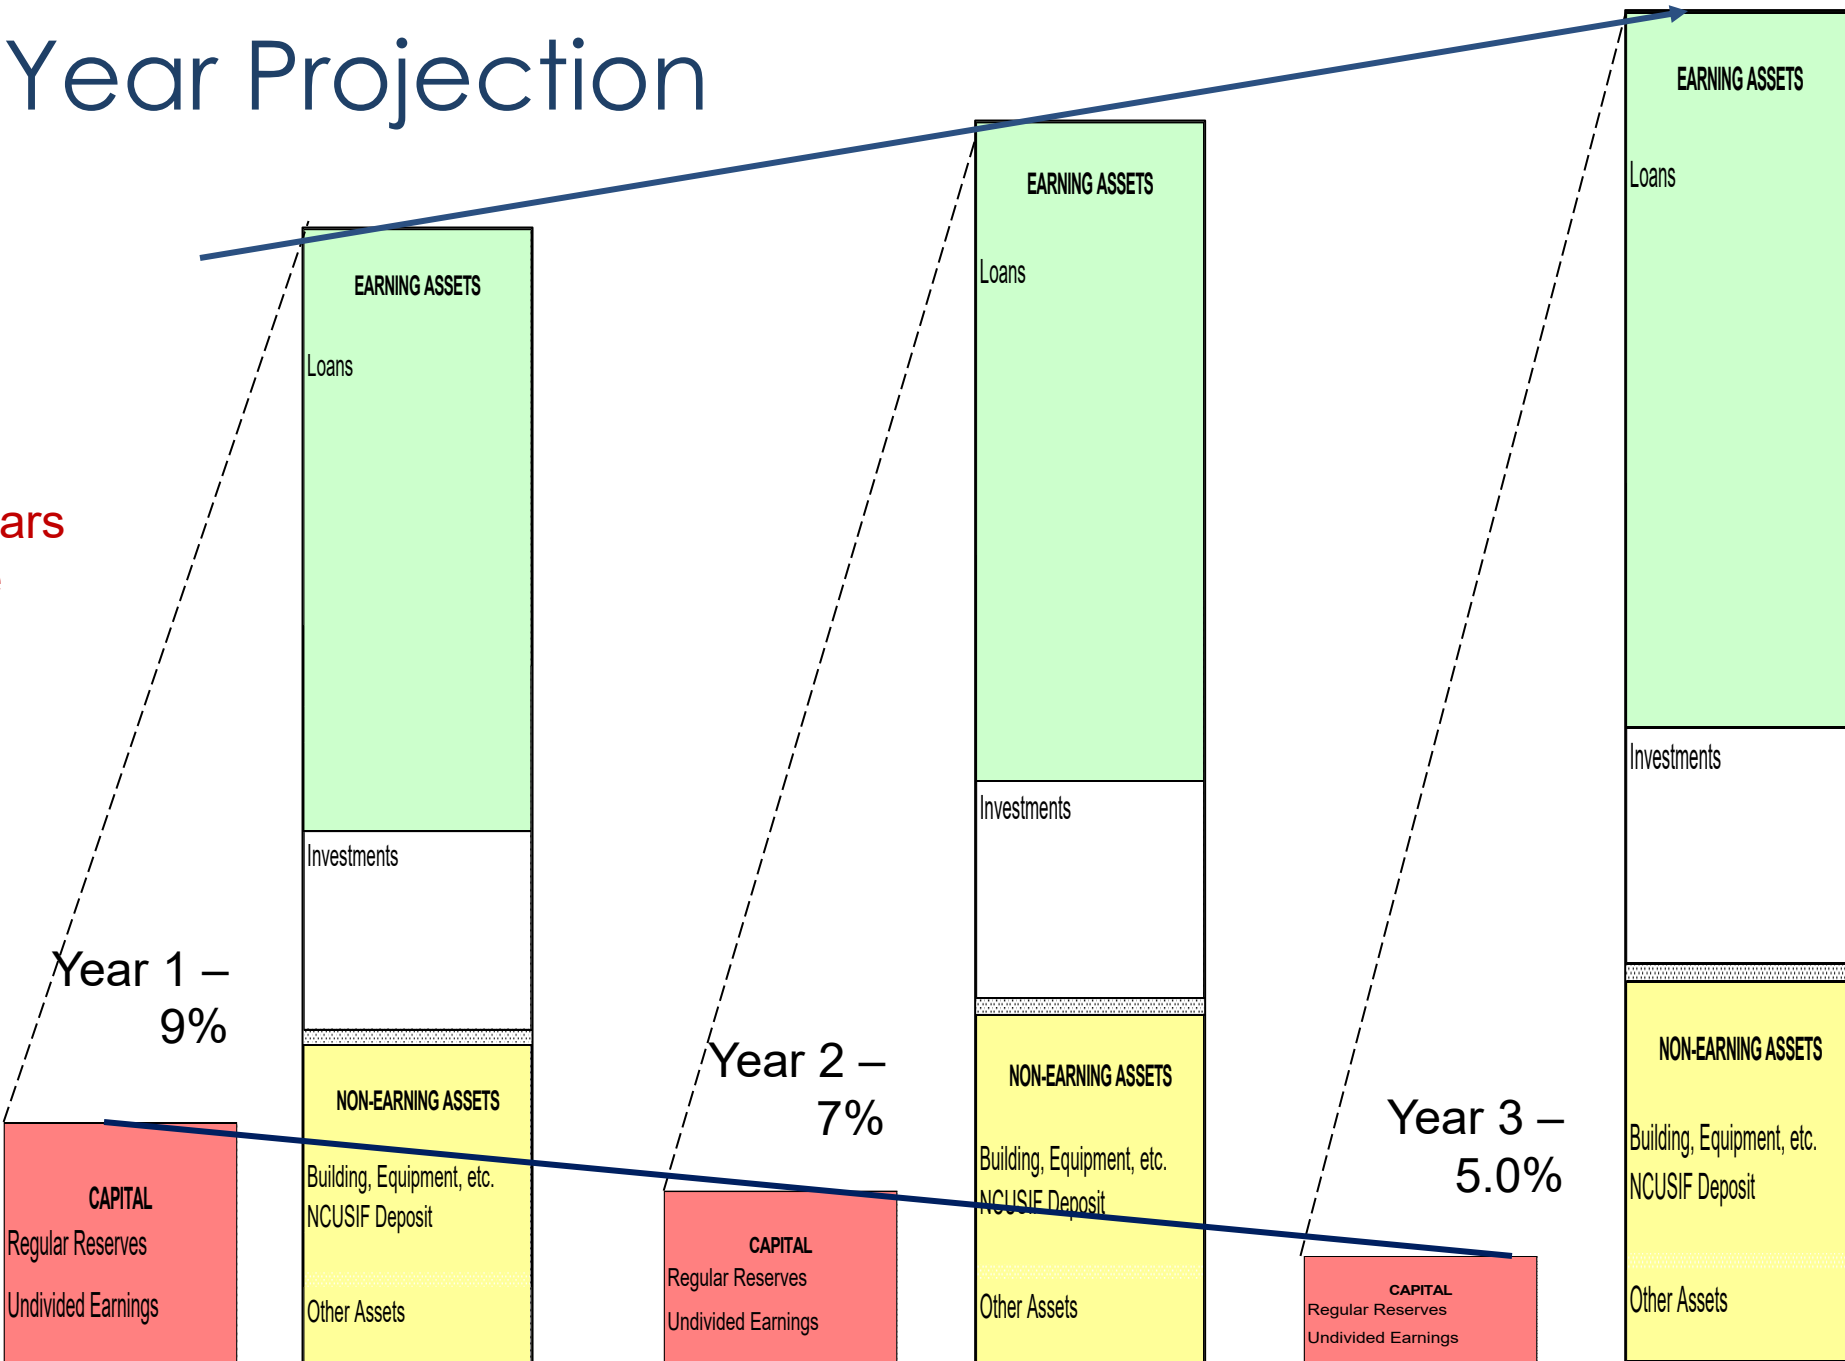 Year Projection
ars
Year 1 –
9%
CAPITAL
Regular Reserves
Undivided Earnings
EARNING ASSETS
Loans
Investments
NON-EARNING ASSETS
Building, Equipment, etc.
NCUSIF Deposit
Other Assets
Year 2 –
7%
CAPITAL
Regular Reserves
Undivided Earnings
EARNING ASSETS
Loans
Investments
NON-EARNING ASSETS
Building, Equipment, etc.
NCUSIF Deposit
Other Assets
Year 3 –
5.0%
CAPITAL
Regular Reserves
Undivided Earnings
EARNING ASSETS
Loans
Investments
NON-EARNING ASSETS
Building, Equipment, etc.
NCUSIF Deposit
Other Assets